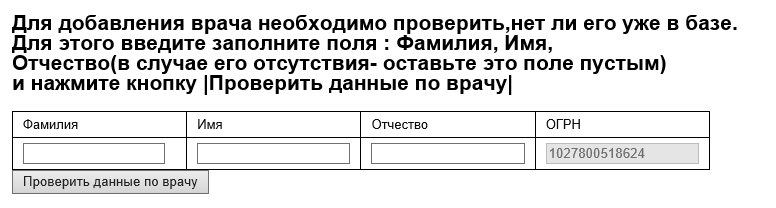 Для добавления врача необходимо проверить,нет ли его уже в базе.
Для этого введите заполните поля : Фамилия, Имя,
Отчество(в случае его отсутствия- оставьте это поле пустым)
и нажмите кнопку |Проверить данные по врачу|
Фамилия Имя Отчество ОГРН
1027800518624
Проверить данные по врачу